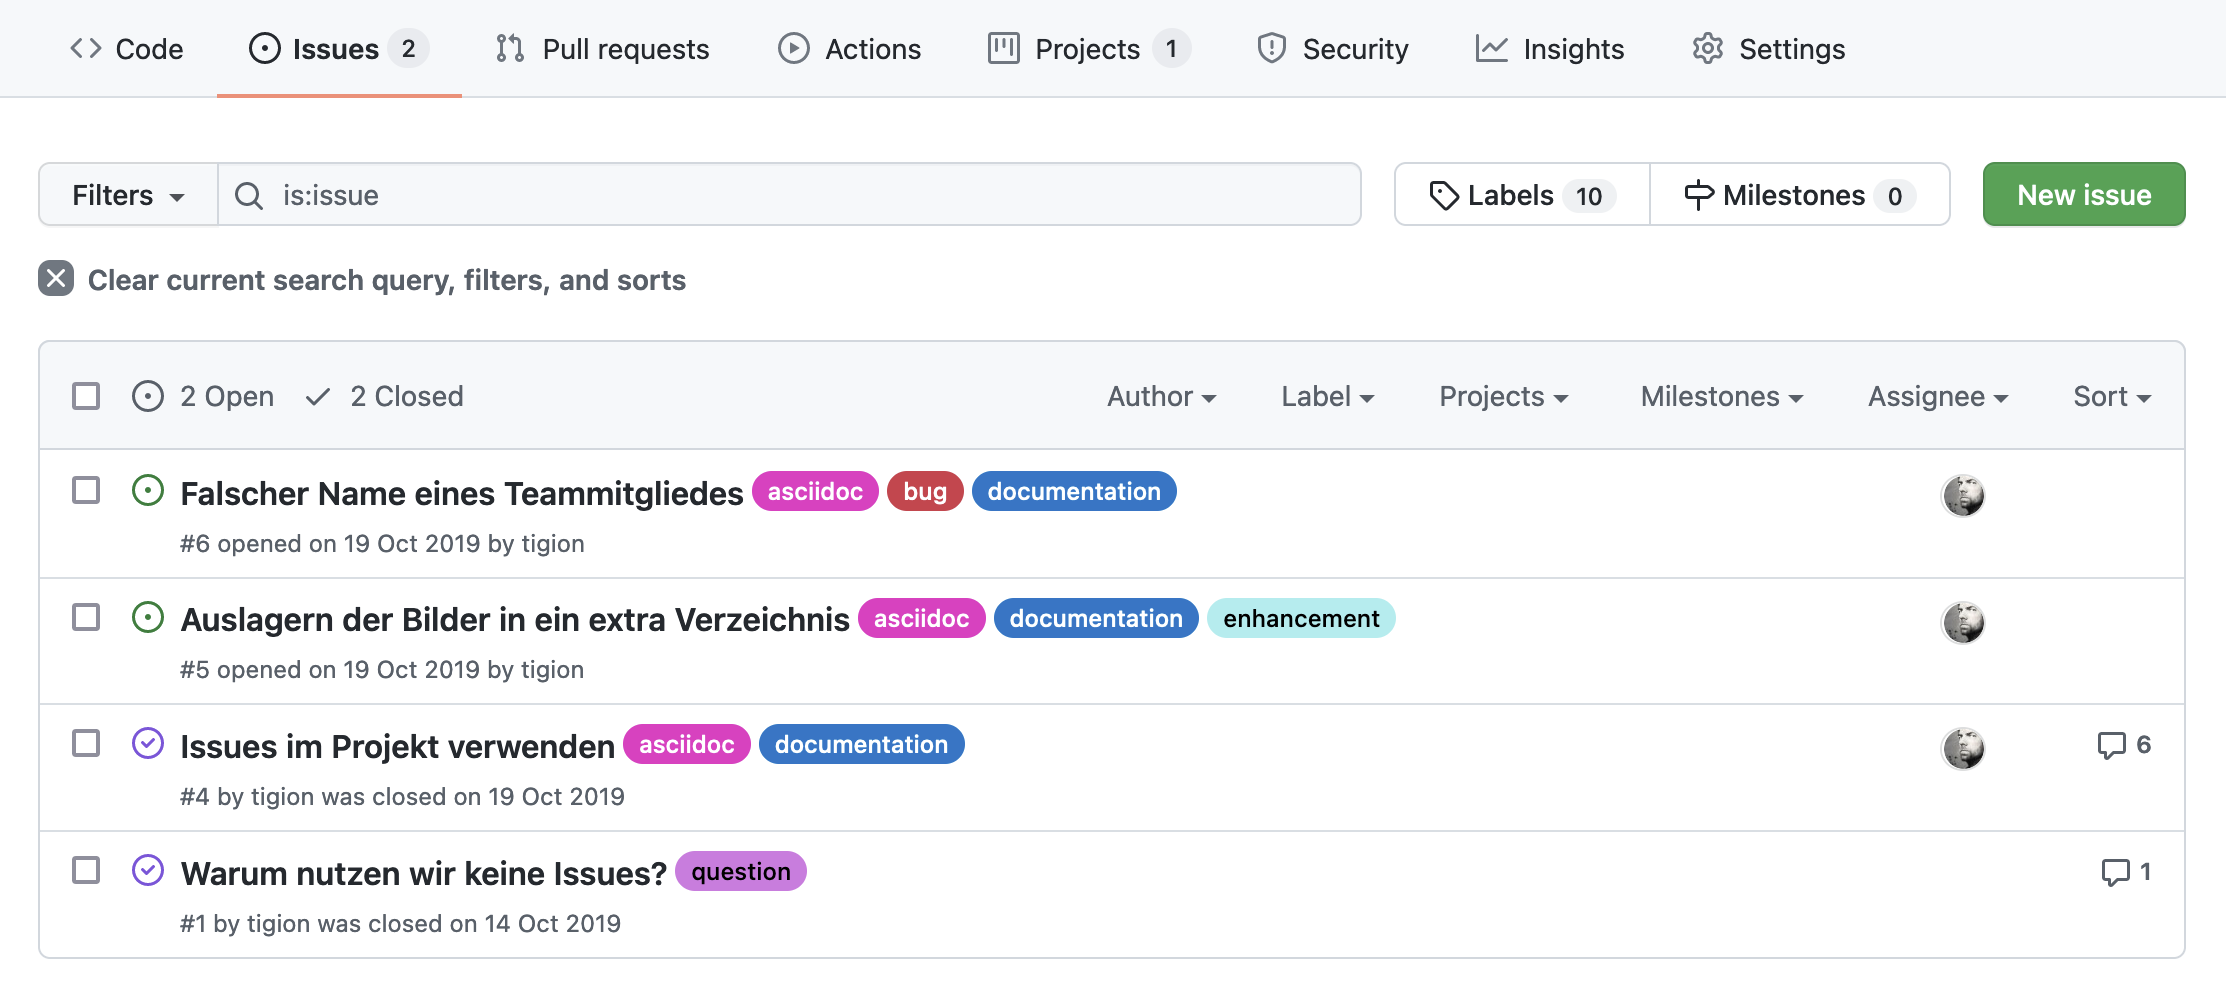 Code Issues 2 Pull requests Actions Projects 1 Security Insights Settings
Filters is:issue Labels 10 Milestones 0 New issue
Clear current search query, filters, and sorts
2 Open 2 Closed Author Label Projects Milestones Assignee Sort
Falscher Name eines Teammitgliedes asciidoc bug documentation
#6 opened on 19 Oct 2019 by tigion
Auslagern der Bilder in ein extra Verzeichnis asciidoc documentation enhancement
#5 opened on 19 Oct 2019 by tigion
Issues im Projekt verwenden asciidoc documentation 6
#4 by tigion was closed on 19 Oct 2019
Warum nutzen wir keine Issues? question 1
#1 by tigion was closed on 14 Oct 2019